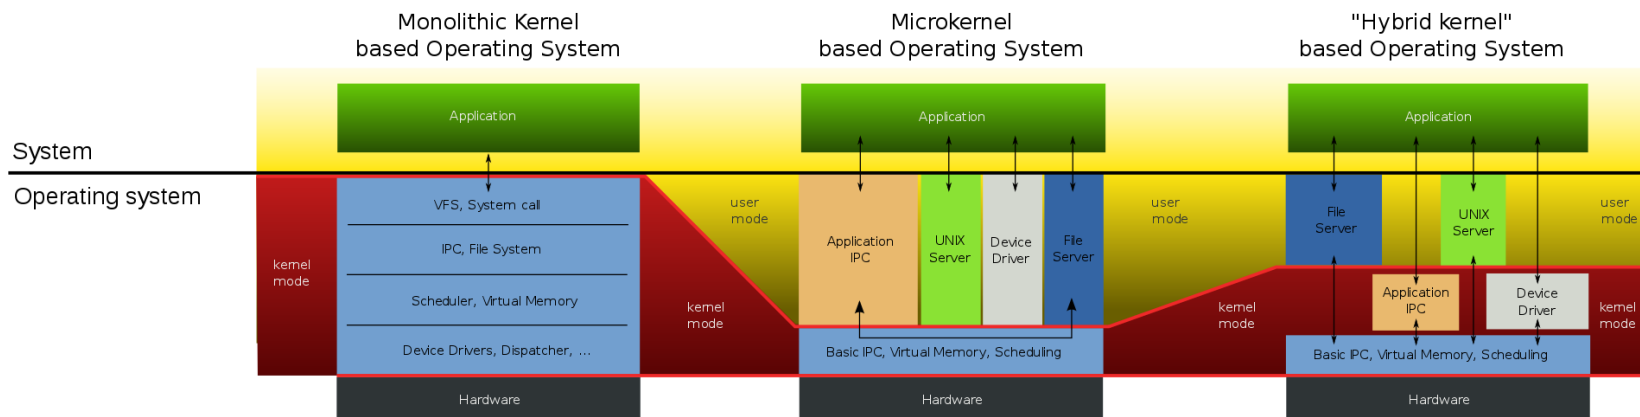 Monolithic Kernel
based Operating System
Microkernel
based Operating System
"Hybrid kernel"
based Operating System
Application
Application
Application
System
Operating system
kernel
mode
VFS, System call
IPC, File System
Scheduler, Virtual Memory
Device Drivers, Dispatcher, ...
Hardware
user
mode
kernel
mode
Application
IPC
UNIX
Server
Device
Driver
File
Server
Basic IPC, Virtual Memory, Scheduling
Hardware
user
mode
kernel
mode
File
Server
UNIX
Server
Application
IPC
Device
Driver
Basic IPC, Virtual Memory, Scheduling
Hardware
user
mode
kernel
mode